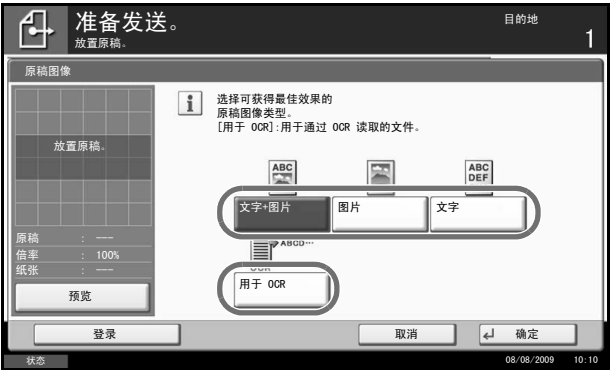 准备发送。
放置原稿。
目的地
1
原稿图像
放置原稿。
原稿 : ---
倍率 : 100%
纸张 : ---
预览
选择可获得最佳效果的
原稿图像类型。
[用于 OCR]:用于通过 OCR 读取的文件。
ABC
ABC
DEF
文字+图片
图片
文字
ABCD...
OCR
用于 OCR
登录
取消
确定
状态
08/08/2009 10:10